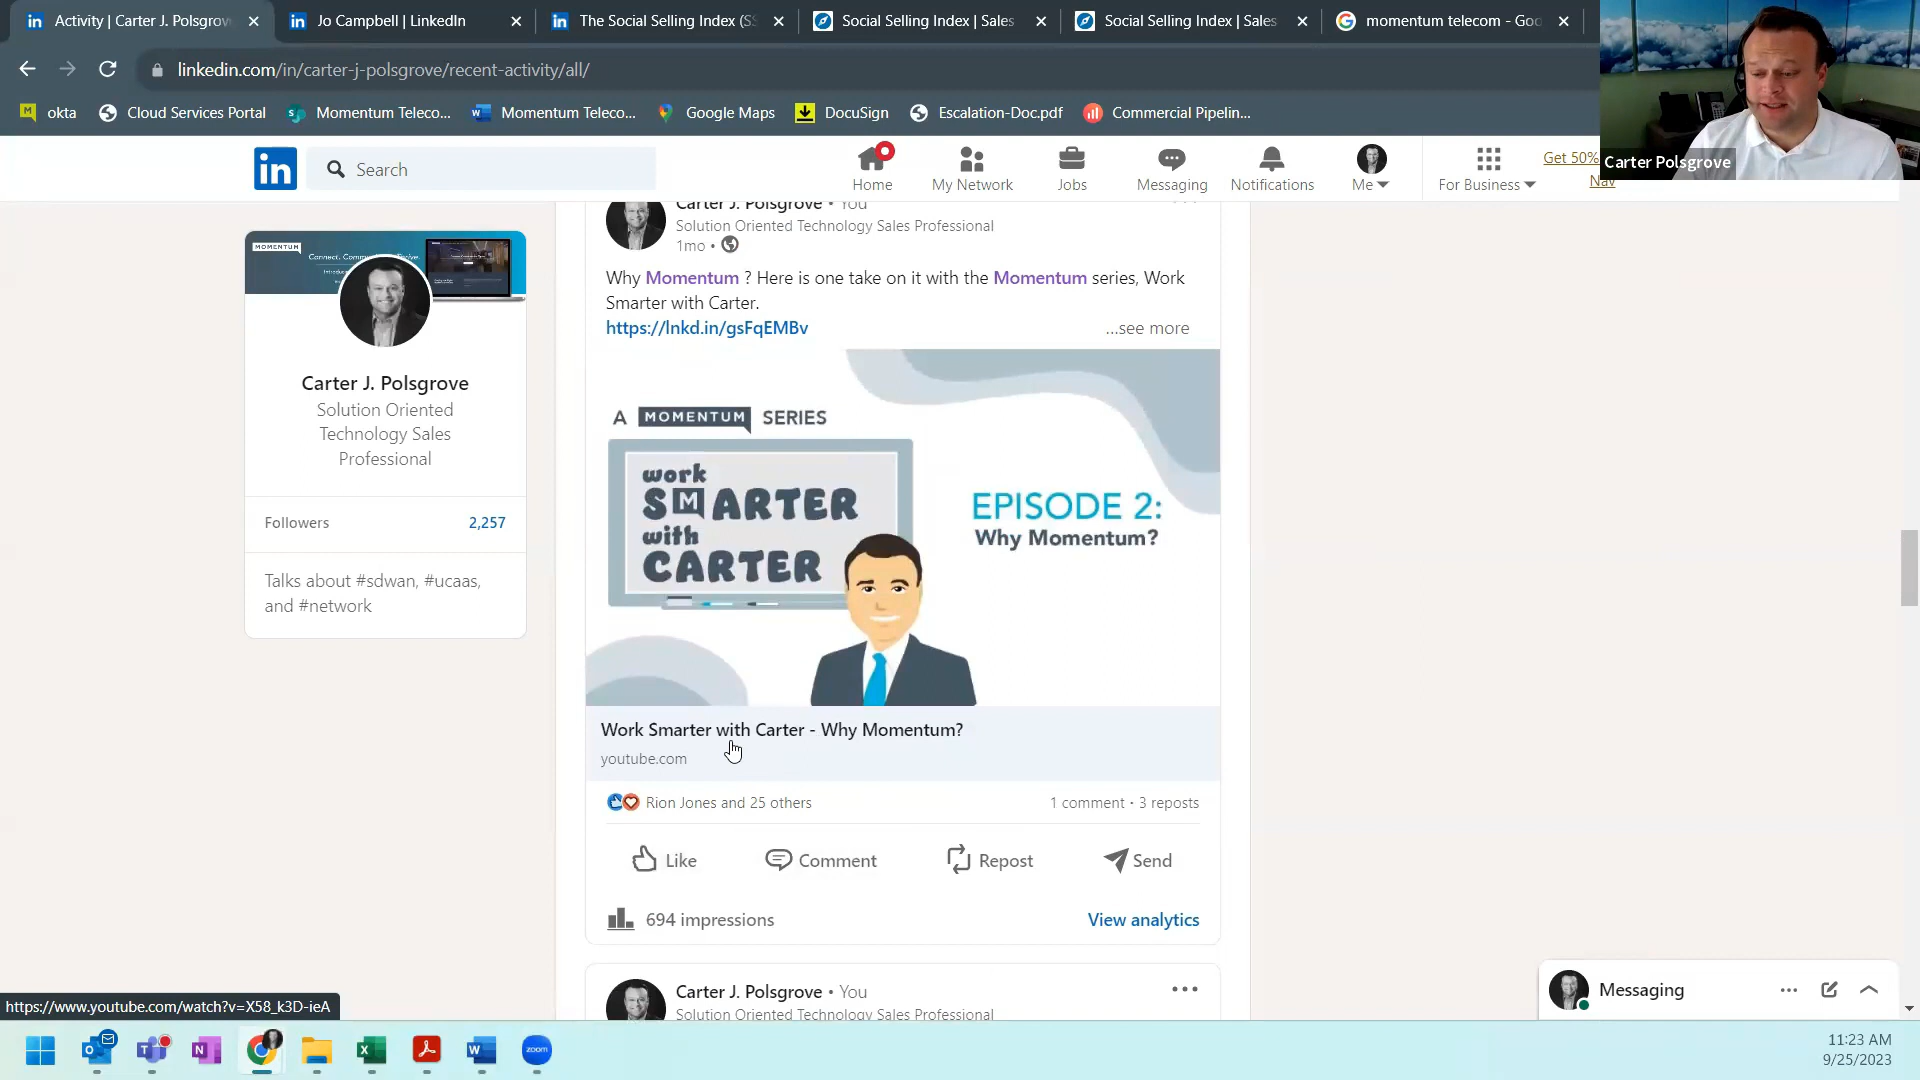 Activity | Carter J. Polsgrov
Jo Campbell | LinkedIn
The Social Selling Index (SS
Social Selling Index | Sales
Social Selling Index | Sales
momentum telecom - Goo
linkedin.com/in/carter-j-polsgrove/recent-activity/all/
okta
Cloud Services Portal
Momentum Teleco...
Momentum Teleco...
Google Maps
DocuSign
Escalation-Doc.pdf
Commercial Pipelin...
Carter Polsgrove
in
Search
Home
My Network
Jobs
Messaging
Notifications
Me
For Business
Get 50%
Nav
MOMENTUM
Carter J. Polsgrove
Solution Oriented
Technology Sales
Professional
Followers 2,257
Talks about #sdwan, #ucaas,
and #network
Carter J. Polsgrove • You
Solution Oriented Technology Sales Professional
1mo •
Why Momentum ? Here is one take on it with the Momentum series, Work
Smarter with Carter.
https://lnkd.in/gsFqEMBv ...see more
A MOMENTUM SERIES
work
SMARTER
with
CARTER
EPISODE 2:
Why Momentum?
Work Smarter with Carter - Why Momentum?
youtube.com
Rion Jones and 25 others
1 comment • 3 reposts
Like
Comment
Repost
Send
694 impressions
View analytics
Carter J. Polsgrove • You
Solution Oriented Technology Sales Professional
Messaging
https://www.youtube.com/watch?v=X58_k3D-ieA
zoom
11:23 AM
9/25/2023